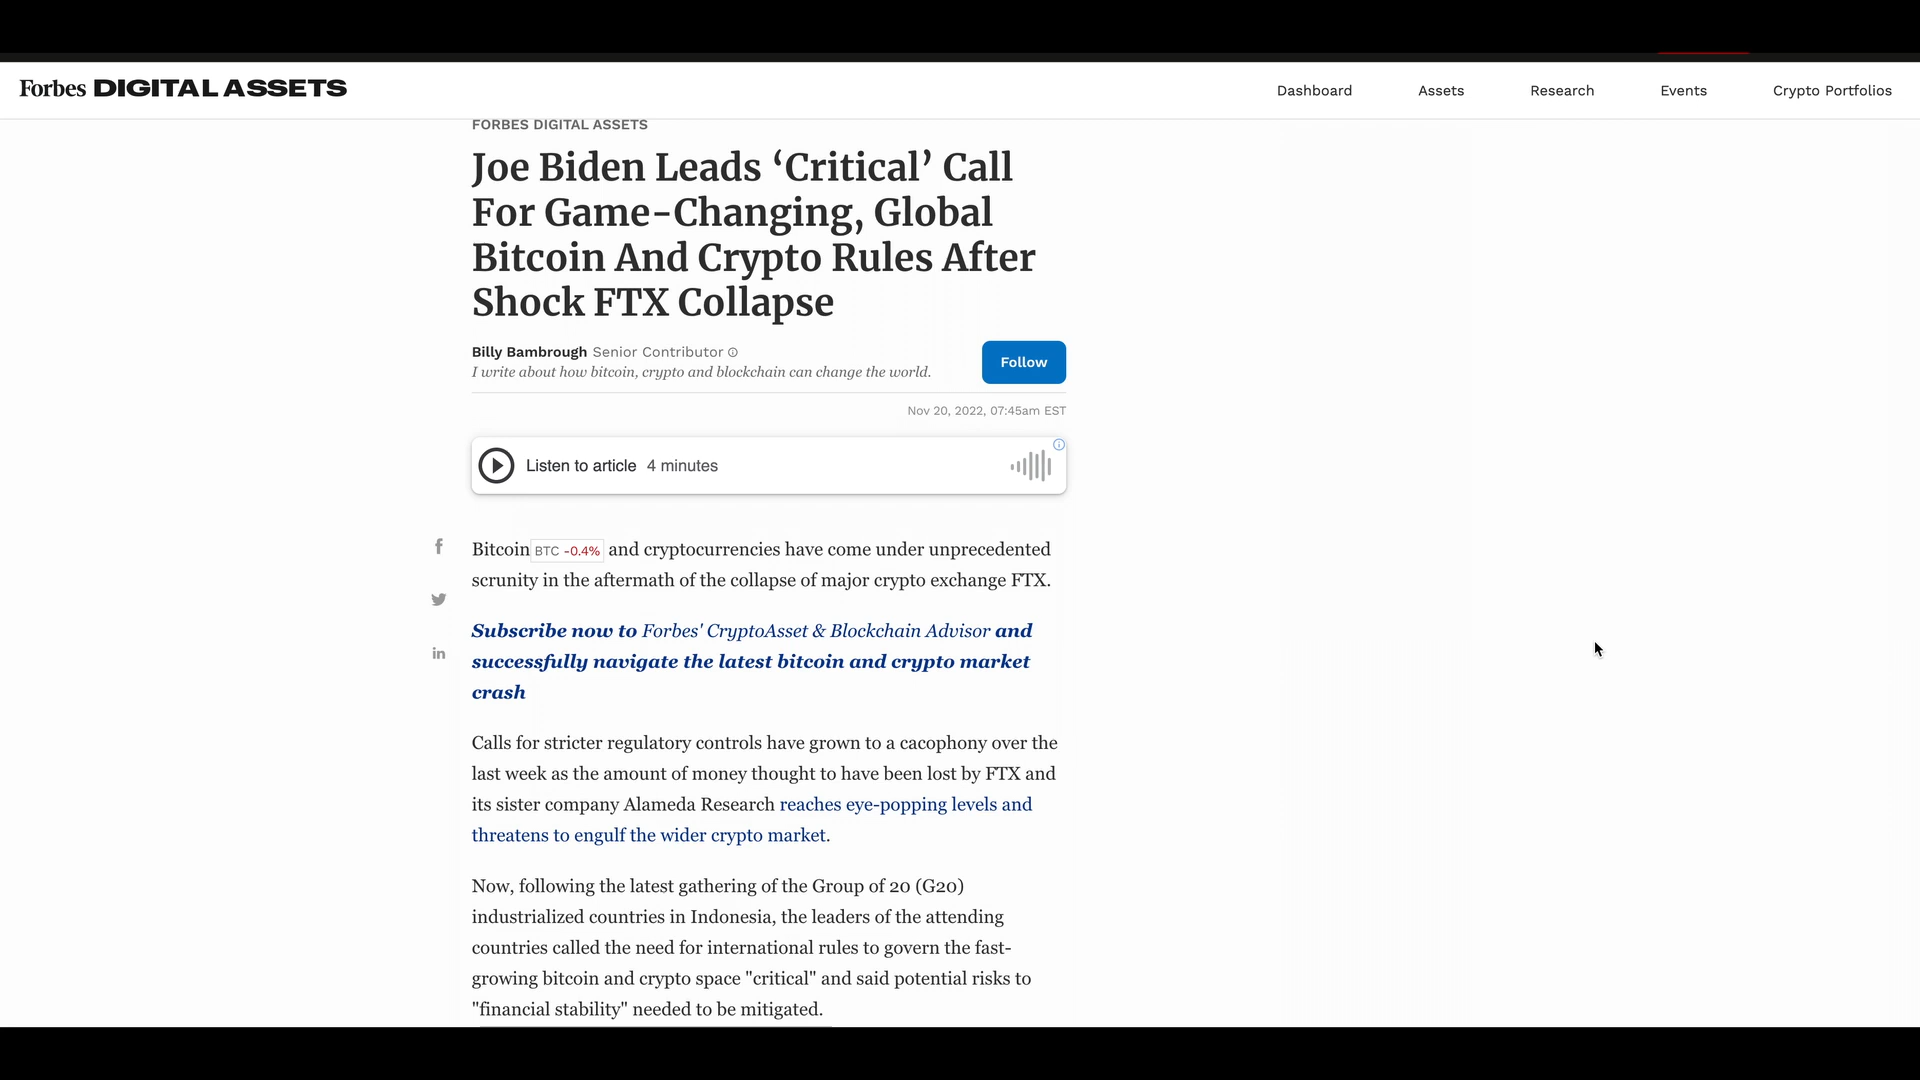 Forbes DIGITAL ASSETS
Dashboard
Assets
Research
Events
Crypto Portfolios
FORBES DIGITAL ASSETS
Joe Biden Leads ‘Critical’ Call
For Game-Changing, Global
Bitcoin And Crypto Rules After
Shock FTX Collapse
Billy Bambrough Senior Contributor
I write about how bitcoin, crypto and blockchain can change the world.
Follow
Nov 20, 2022, 07:45am EST
Listen to article 4 minutes
Bitcoin BTC -0.4% and cryptocurrencies have come under unprecedented
scrunity in the aftermath of the collapse of major crypto exchange FTX.
Subscribe now to Forbes' CryptoAsset & Blockchain Advisor and
successfully navigate the latest bitcoin and crypto market
crash
Calls for stricter regulatory controls have grown to a cacophony over the
last week as the amount of money thought to have been lost by FTX and
its sister company Alameda Research reaches eye-popping levels and
threatens to engulf the wider crypto market.
Now, following the latest gathering of the Group of 20 (G20)
industrialized countries in Indonesia, the leaders of the attending
countries called the need for international rules to govern the fast-
growing bitcoin and crypto space "critical" and said potential risks to
"financial stability" needed to be mitigated.